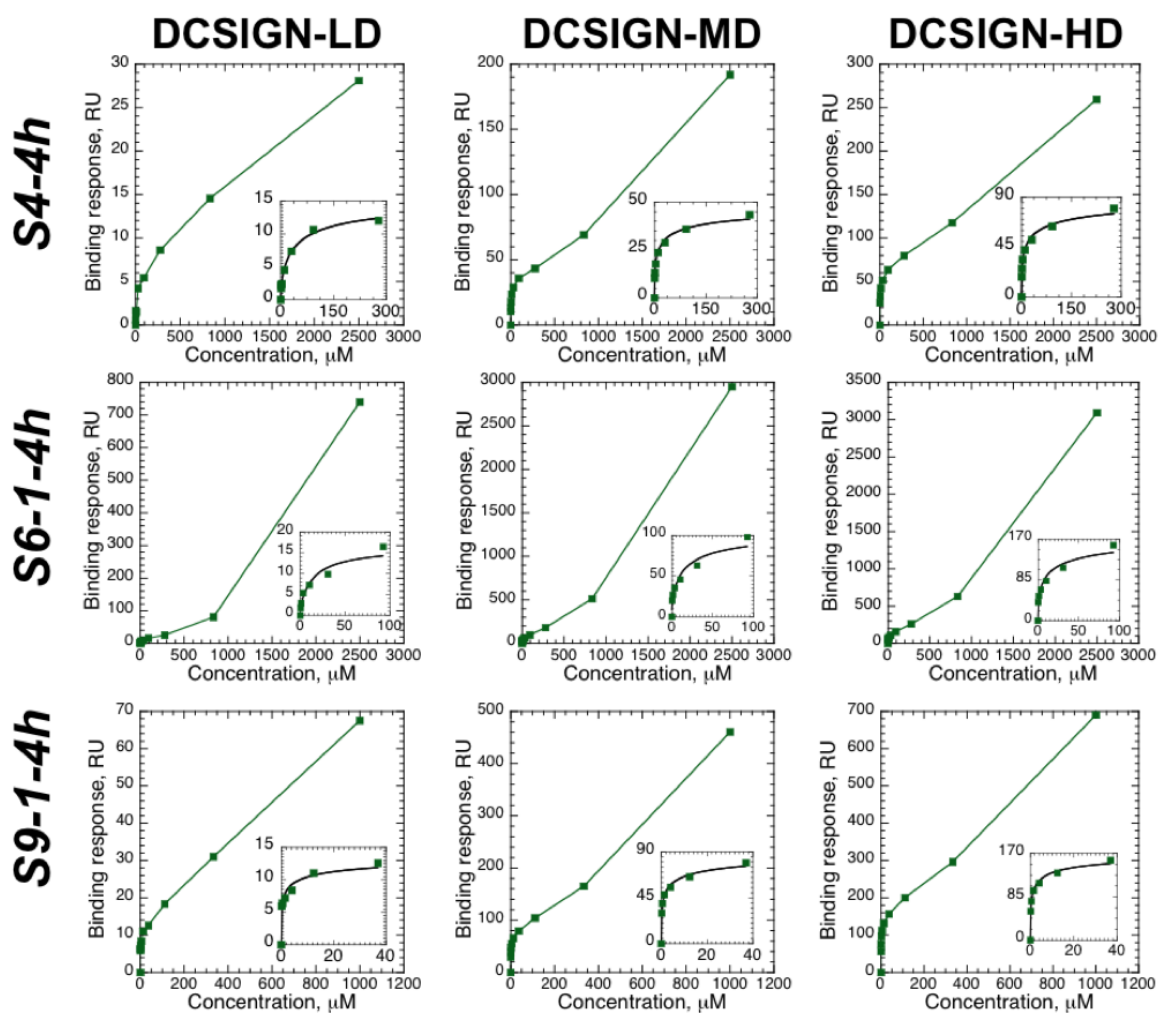 DCSIGN-LD DCSIGN-MD DCSIGN-HD
S4-4h
Binding response, RU
30
25
20
15
10
5
0
0 500 1000 1500 2000 2500 3000
Concentration, μM
15
10
5
0
150 300
Binding response, RU
200
150
100
50
0
0 500 1000 1500 2000 2500 3000
Concentration, μM
50
25
0
150 300
Binding response, RU
300
250
200
150
100
50
0
0 500 1000 1500 2000 2500 3000
Concentration, μM
90
45
0
0 150 300
S6-1-4h
Binding response, RU
800
700
600
500
400
300
200
100
0
0 500 1000 1500 2000 2500 3000
Concentration, μM
20
15
10
5
0
0 50 100
Binding response, RU
3000
2500
2000
1500
1000
500
0
0 500 1000 1500 2000 2500 3000
Concentration, μM
100
50
0
0 50 100
Binding response, RU
3500
3000
2500
2000
1500
1000
500
0
0 500 1000 1500 2000 2500 3000
Concentration, μM
170
85
0
0 50 100
S9-1-4h
Binding response, RU
70
60
50
40
30
20
10
0
0 200 400 600 800 1000 1200
Concentration, μM
15
10
5
0
0 20 40
Binding response, RU
500
400
300
200
100
0
0 200 400 600 800 1000 1200
Concentration, μM
90
45
0
0 20 40
Binding response, RU
700
600
500
400
300
200
100
0
0 200 400 600 800 1000 1200
Concentration, μM
170
85
0
0 20 40